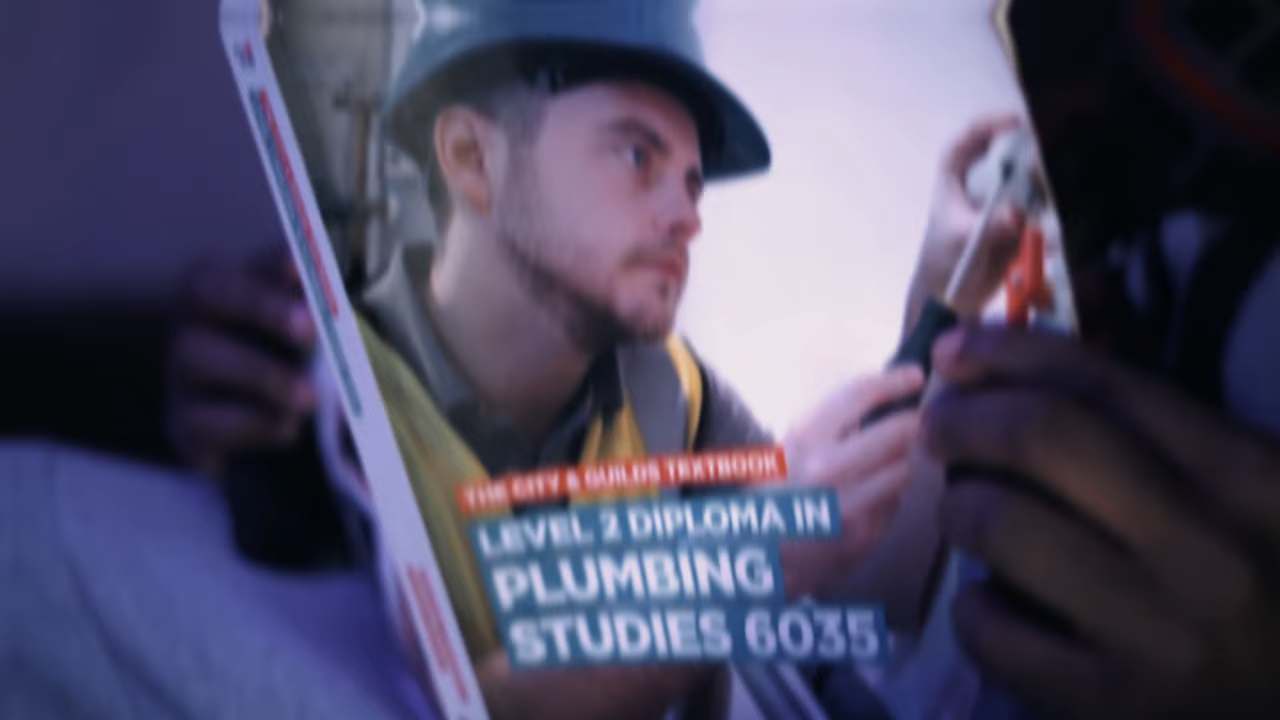 THE CITY & GUILDS TEXTBOOK
LEVEL 2 DIPLOMA IN
PLUMBING
STUDIES 6035